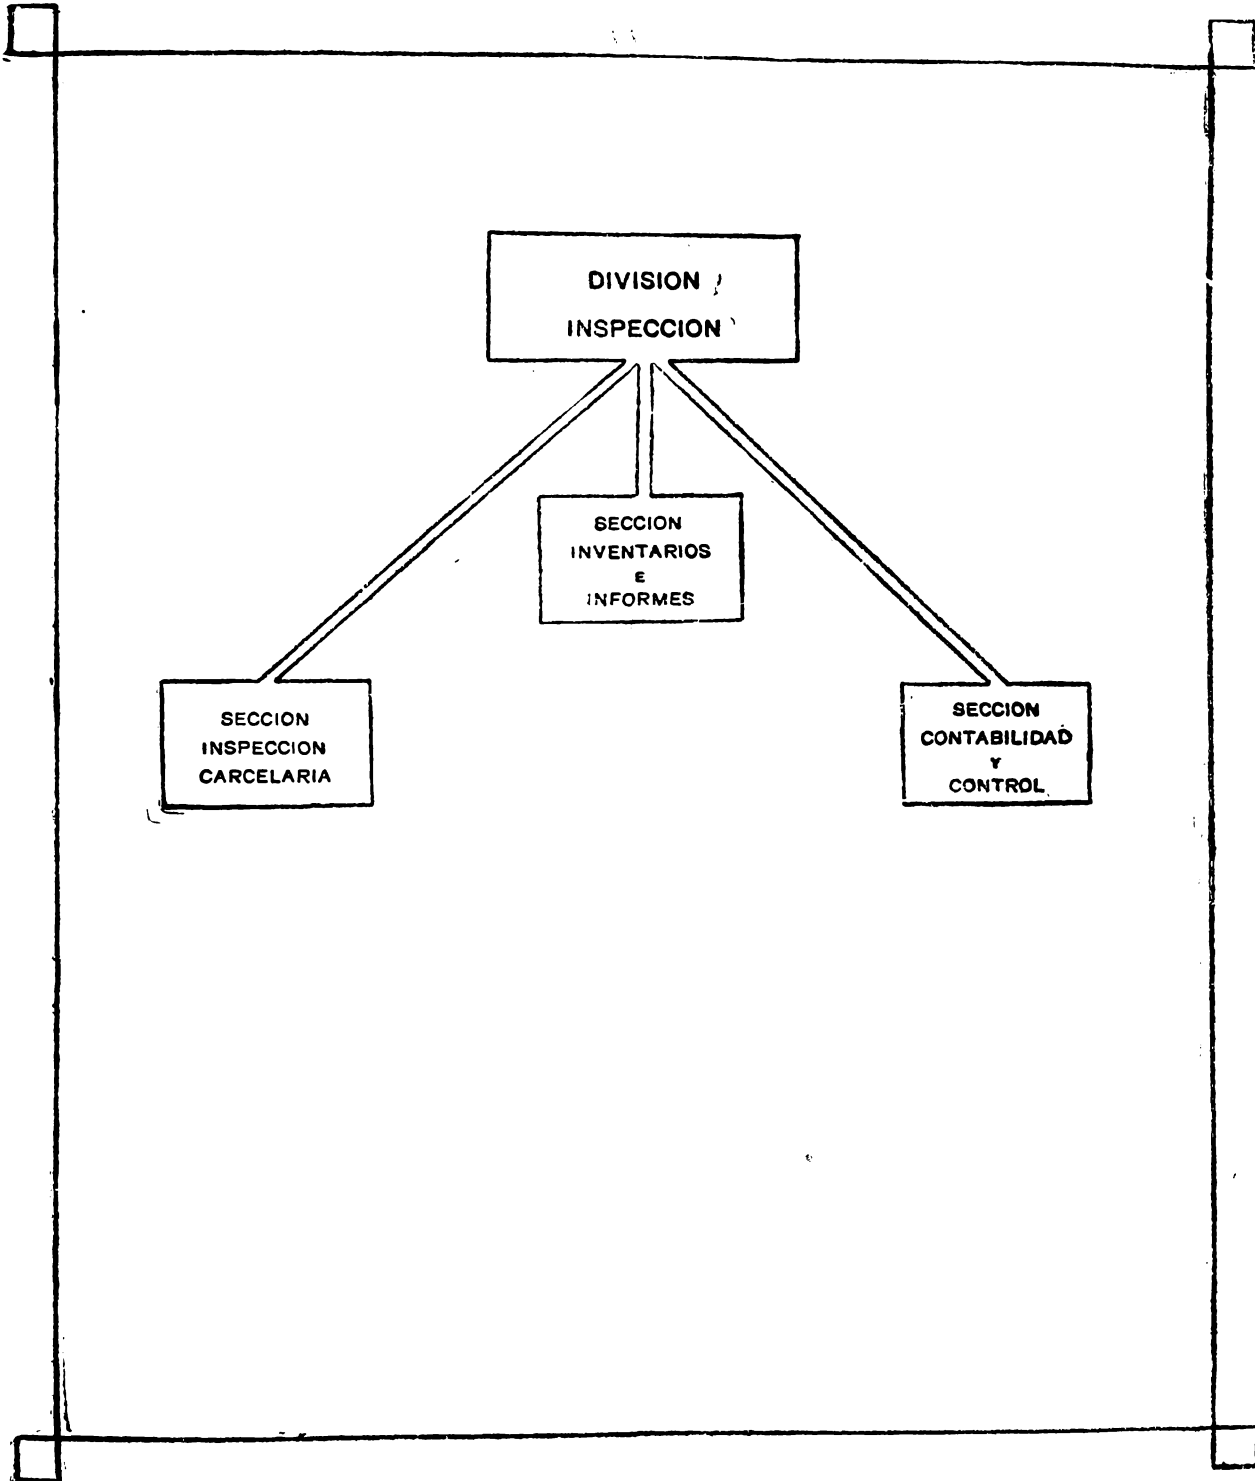 DIVISION
INSPECCION
SECCION
INVENTARIOS
E
INFORMES
SECCION
INSPECCION
CARCELARIA
SECCION
CONTABILIDAD
Y
CONTROL